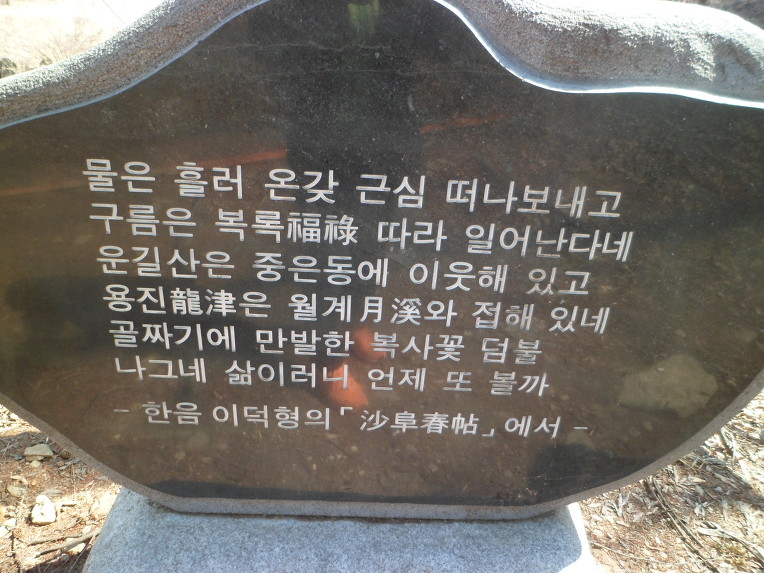 물은 흘러 온갖 근심 떠나보내고
구름은 복록福祿 따라 일어난다네
운길산은 중은동에 이웃해 있고
용진龍津은 월계月溪와 접해 있네
골짜기에 만발한 복사꽃 덤불
나그네 삶이러니 언제 또 볼까
- 한음 이덕형의「沙阜春帖」에서 -